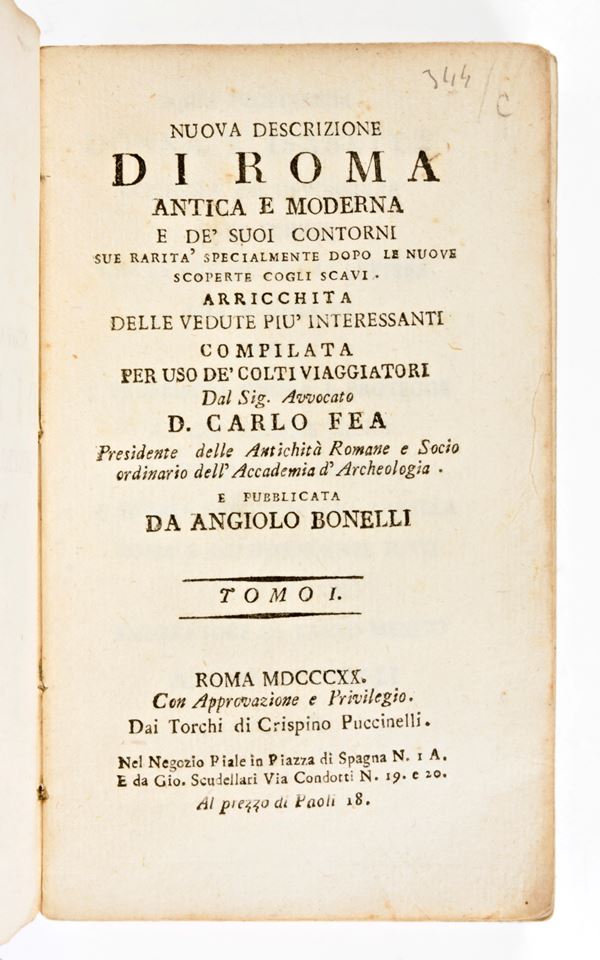 344
C
NUOVA DESCRIZIONE
DI ROMA
ANTICA E MODERNA
E DE' SUOI CONTORNI
SUE RARITA' SPECIALMENTE DOPO LE NUOVE
SCOPERTE COGLI SCAVI.
ARRICCHITA
DELLE VEDUTE PIU' INTERESSANTI
COMPILATA
PER USO DE' COLTI VIAGGIATORI
Dal Sig. Avvocato
D. CARLO FEA
Presidente delle Antichità Romane e Socio
ordinario dell' Accademia d' Archeologia.
E PUBBLICATA
DA ANGIOLO BONELLI
TOMO I.
ROMA MDCCCXX.
Con Approvazione e Privilegio.
Dai Torchi di Crispino Puccinelli.
Nel Negozio Piale in Piazza di Spagna N. 1 A.
E da Gio. Scudellari Via Condotti N. 19. e 20.
Al prezzo di Paoli 18.